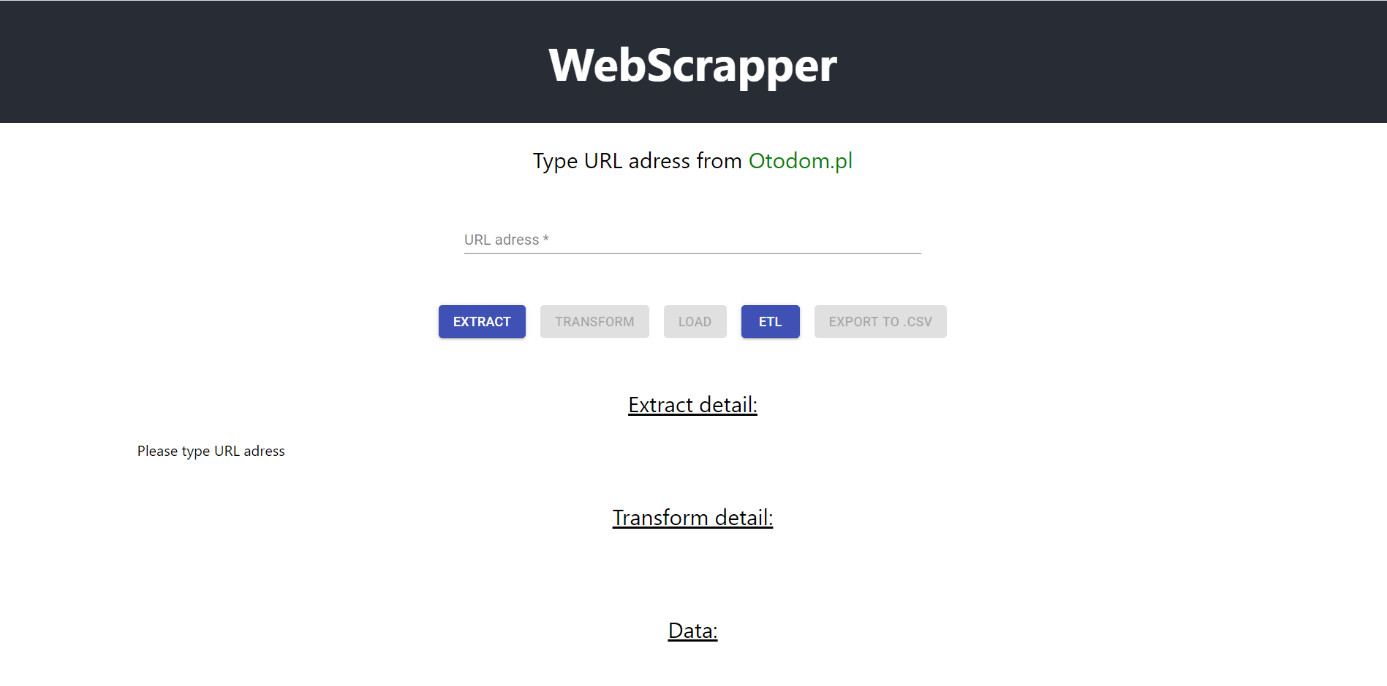 WebScrapper
Type URL adress from Otodom.pl
URL adress *
EXTRACT TRANSFORM LOAD ETL EXPORT TO .CSV
Extract detail:
Please type URL adress
Transform detail:
Data: